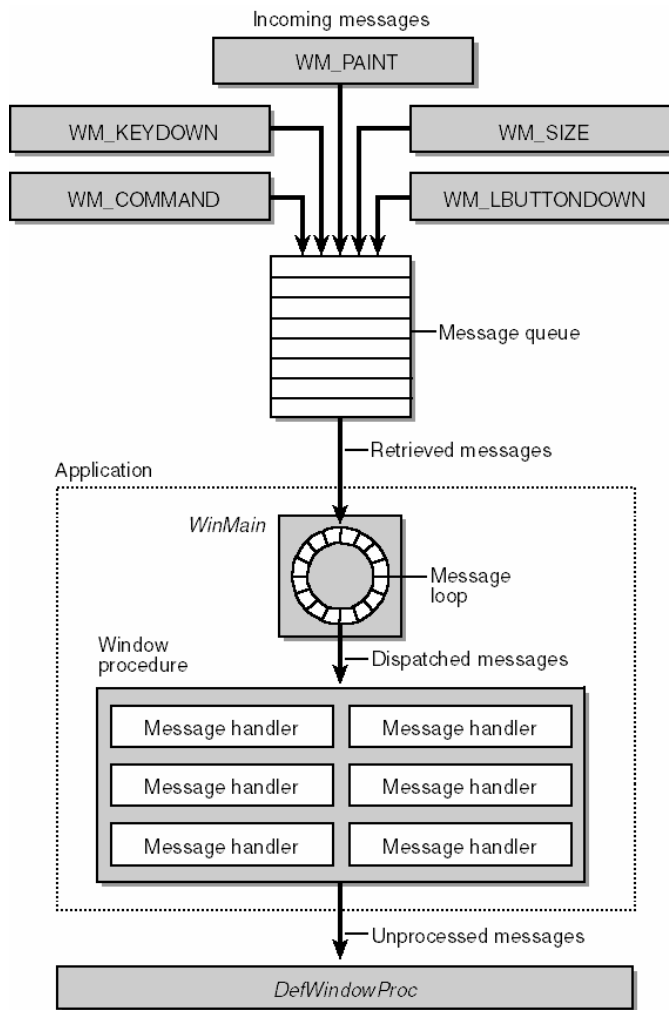 Incoming messages
WM_PAINT
WM_KEYDOWN
WM_SIZE
WM_COMMAND
WM_LBUTTONDOWN
Message queue
Retrieved messages
Application
WinMain
Message
loop
Window
procedure
Dispatched messages
Message handler
Message handler
Message handler
Message handler
Message handler
Message handler
Unprocessed messages
DefWindowProc